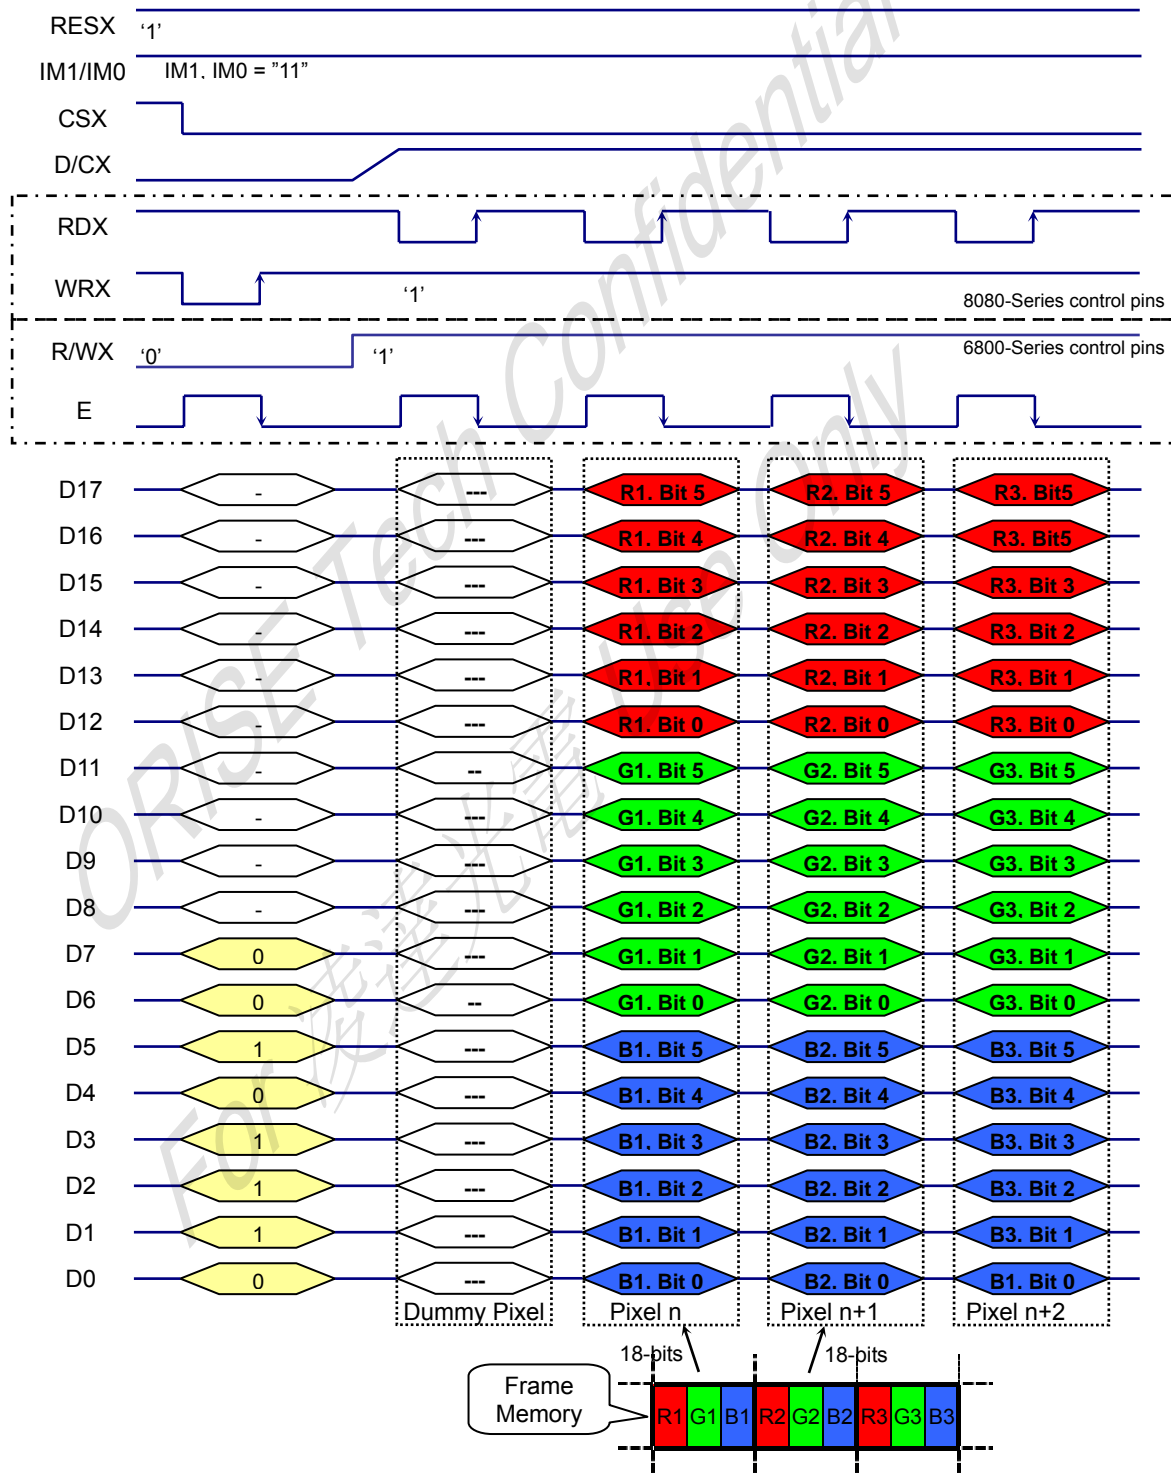 RESX ‘1’
IM1/IM0 IM1, IM0 = ”11”
CSX
D/CX
RDX
WRX ‘1’
8080-Series control pins
R/WX ‘0’ ‘1’
6800-Series control pins
E
D17 - --- R1. Bit 5 R2. Bit 5 R3. Bit5
D16 - --- R1. Bit 4 R2. Bit 4 R3. Bit5
D15 - --- R1. Bit 3 R2. Bit 3 R3. Bit 3
D14 - --- R1. Bit 2 R2. Bit 2 R3. Bit 2
D13 - --- R1. Bit 1 R2. Bit 1 R3. Bit 1
D12 - --- R1. Bit 0 R2. Bit 0 R3. Bit 0
D11 - -- G1. Bit 5 G2. Bit 5 G3. Bit 5
D10 - --- G1. Bit 4 G2. Bit 4 G3. Bit 4
D9 - --- G1. Bit 3 G2. Bit 3 G3. Bit 3
D8 - --- G1. Bit 2 G2. Bit 2 G3. Bit 2
D7 0 --- G1. Bit 1 G2. Bit 1 G3. Bit 1
D6 0 -- G1. Bit 0 G2. Bit 0 G3. Bit 0
D5 1 --- B1. Bit 5 B2. Bit 5 B3. Bit 5
D4 0 --- B1. Bit 4 B2. Bit 4 B3. Bit 4
D3 1 --- B1. Bit 3 B2. Bit 3 B3. Bit 3
D2 1 --- B1. Bit 2 B2. Bit 2 B3. Bit 2
D1 1 --- B1. Bit 1 B2. Bit 1 B3. Bit 1
D0 0 --- B1. Bit 0 B2. Bit 0 B1. Bit 0
Dummy Pixel Pixel n Pixel n+1 Pixel n+2
18-bits 18-bits
Frame
Memory
R1 G1 B1 R2 G2 B2 R3 G3 B3
ORISE Tech Confidential
For 凌達光電 Use Only